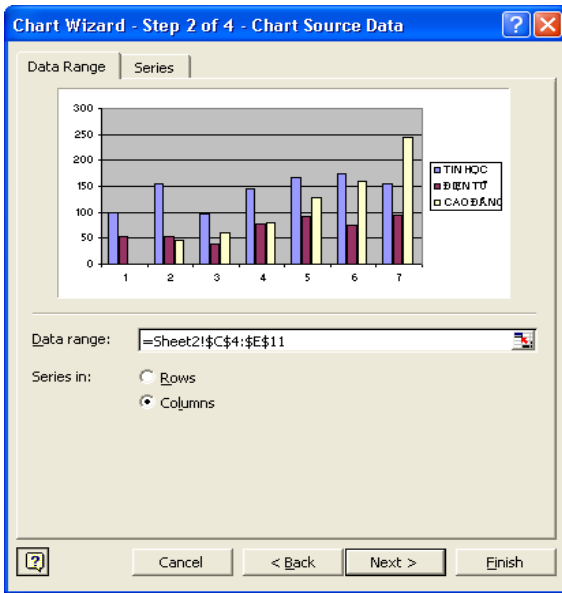 Chart Wizard - Step 2 of 4 - Chart Source Data
Data Range
Series
300
250
200
150
100
50
0
1 2 3 4 5 6 7
TIN HỌC
ĐIỆN TỬ
CAO ĐẲNG
Data range:
=Sheet2!$C$4:$E$11
Series in:
Rows
Columns
Cancel
< Back
Next >
Finish